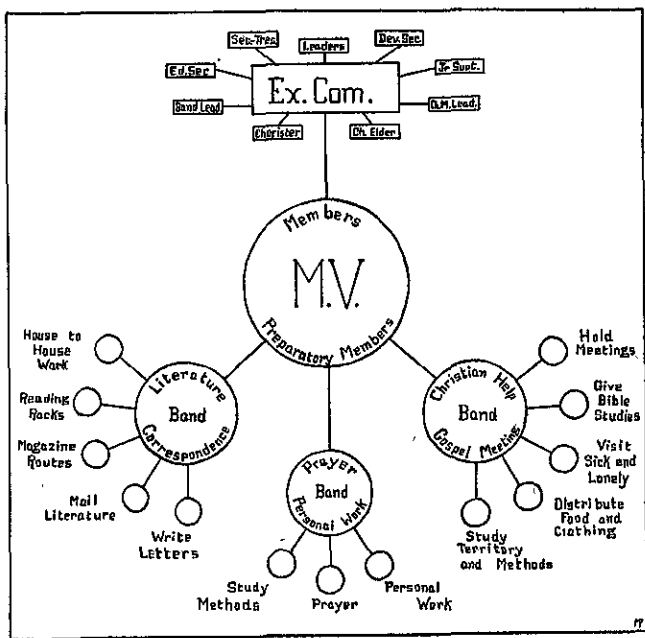 Sec-Tres.
Leaders
Dev. Sec.
Ed. Sec
Jr Supt.
Ex. Com.
Band Lead
D.M. Lead.
Chorister
Ch. Elder
Members
M.V.
Preparatory Members
House to
House
Work
Reading
Racks
Magazine
Routes
Mail
Literature
Write
Letters
Literature
Band
Correspondence
Prayer
Band
Personal Work
Study
Methods
Prayer
Personal
Work
Christian Help
Band
Gospel Meeting
Hold
Meetings
Give
Bible
Studies
Visit
Sick and
Lonely
Distribute
Food and
Clothing
Study
Territory
and Methods